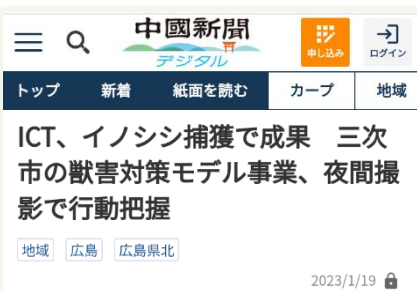 中國新聞
デジタル
申し込み
ログイン
トップ 新着 紙面を読む カープ 地域
ICT、イノシシ捕獲で成果　三次
市の獣害対策モデル事業、夜間撮
影で行動把握
地域 広島 広島県北
2023/1/19